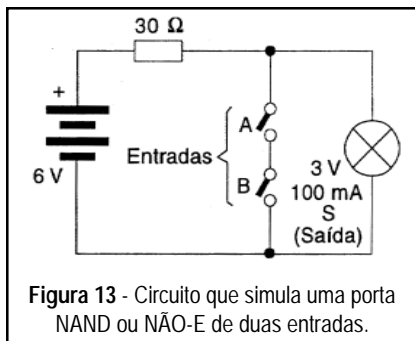 30 Ω
+
6 V
Entradas
A
B
3 V
100 mA
S
(Saída)
Figura 13 - Circuito que simula uma porta
NAND ou NÃO-E de duas entradas.